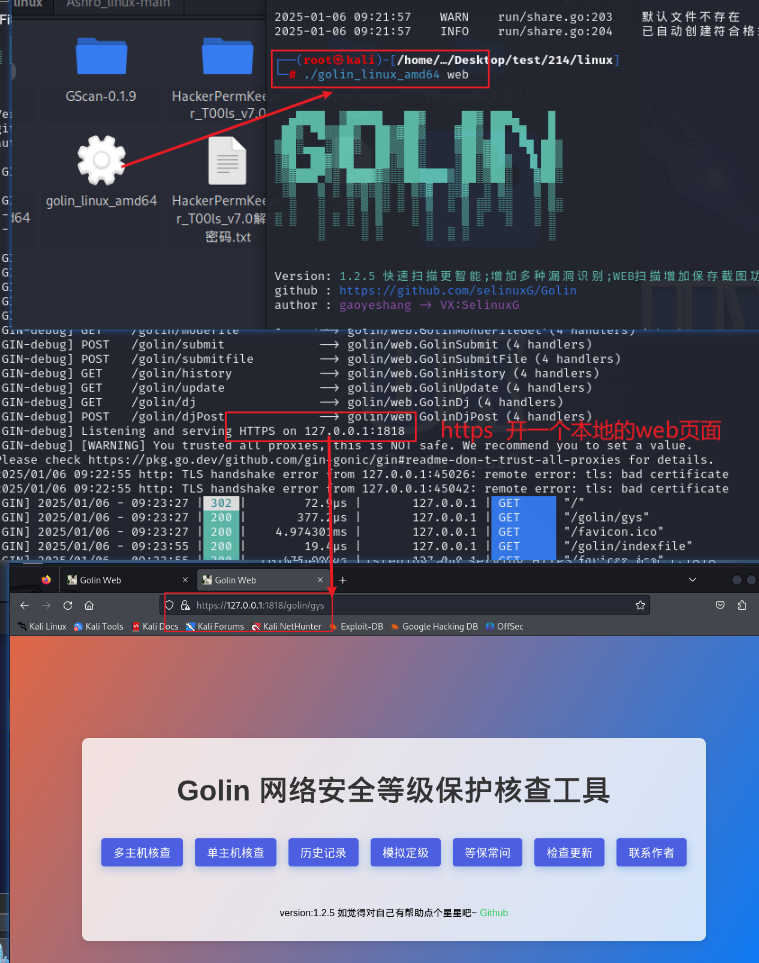 linux
Ashro_linux-main
GScan-0.1.9
HackerPermKee
r_T00ls_v7.0
golin_linux_amd64
HackerPermKee
r_T00ls_v7.0解
密码.txt
2025-01-06 09:21:57 WARN run/share.go:203 默认文件不存在
2025-01-06 09:21:57 INFO run/share.go:204 已自动创建符合格
(root㉿kali)-[/home/…/Desktop/test/214/linux]
# ./golin_linux_amd64 web
GOLIN
Version: 1.2.5 快速扫描更智能;增加多种漏洞识别;WEB扫描增加保存截图功
github : https://github.com/selinuxG/Golin
author : gaoyeshang → VX:SelinuxG
GIN-debug] GET /golin/modefile → golin/web.GolinMondeFileGet (4 handlers)
GIN-debug] POST /golin/submit → golin/web.GolinSubmit (4 handlers)
GIN-debug] POST /golin/submitfile → golin/web.GolinSubmitFile (4 handlers)
GIN-debug] GET /golin/history → golin/web.GolinHistory (4 handlers)
GIN-debug] GET /golin/update → golin/web.GolinUpdate (4 handlers)
GIN-debug] GET /golin/dj → golin/web.GolinDj (4 handlers)
GIN-debug] POST /golin/djPost → golin/web GolinDjPost (4 handlers)
GIN-debug] Listening and serving HTTPS on 127.0.0.1:1818
https 开一个本地的web页面
GIN-debug] [WARNING] You trusted all proxies, this is NOT safe. We recommend you to set a value.
Please check https://pkg.go.dev/github.com/gin-gonic/gin#readme-don-t-trust-all-proxies for details.
2025/01/06 09:22:55 http: TLS handshake error from 127.0.0.1:45026: remote error: tls: bad certificate
2025/01/06 09:22:55 http: TLS handshake error from 127.0.0.1:45042: remote error: tls: bad certificate
GIN] 2025/01/06 - 09:23:27 | 302 | 72.9µs | 127.0.0.1 | GET "/"
GIN] 2025/01/06 - 09:23:27 | 200 | 377.2µs | 127.0.0.1 | GET "/golin/gys"
GIN] 2025/01/06 - 09:23:27 | 200 | 4.974301ms | 127.0.0.1 | GET "/favicon.ico"
GIN] 2025/01/06 - 09:23:55 | 200 | 19.4µs | 127.0.0.1 | GET "/golin/indexfile"
Golin Web
Golin Web
https://127.0.0.1:1818/golin/gys
Kali Linux Kali Tools Kali Docs Kali Forums Kali NetHunter Exploit-DB Google Hacking DB OffSec
Golin 网络安全等级保护核查工具
多主机核查 单主机核查 历史记录 模拟定级 等保常问 检查更新 联系作者
version:1.2.5 如觉得对自己有帮助点个星星吧~ Github